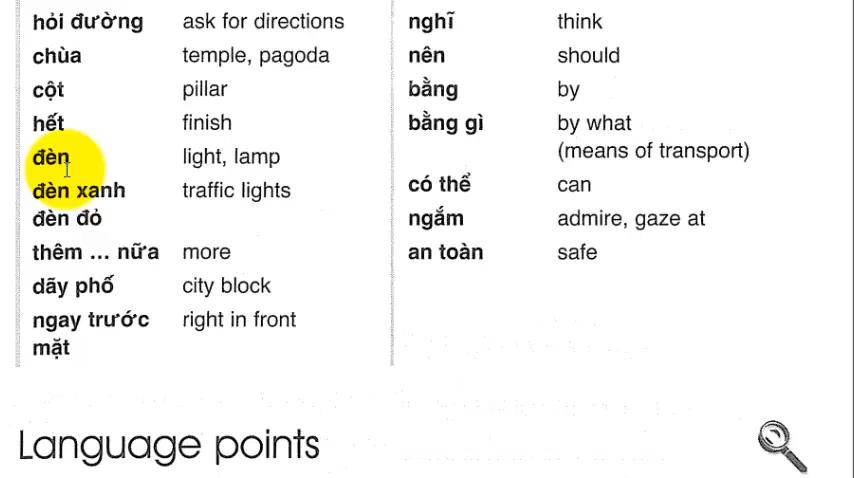 hỏi đường ask for directions
chùa temple, pagoda
cột pillar
hết finish
đèn light, lamp
đèn xanh traffic lights
đèn đỏ
thêm ... nữa more
dãy phố city block
ngay trước right in front
mặt
nghĩ think
nên should
bằng by
bằng gì by what
(means of transport)
có thể can
ngắm admire, gaze at
an toàn safe
Language points